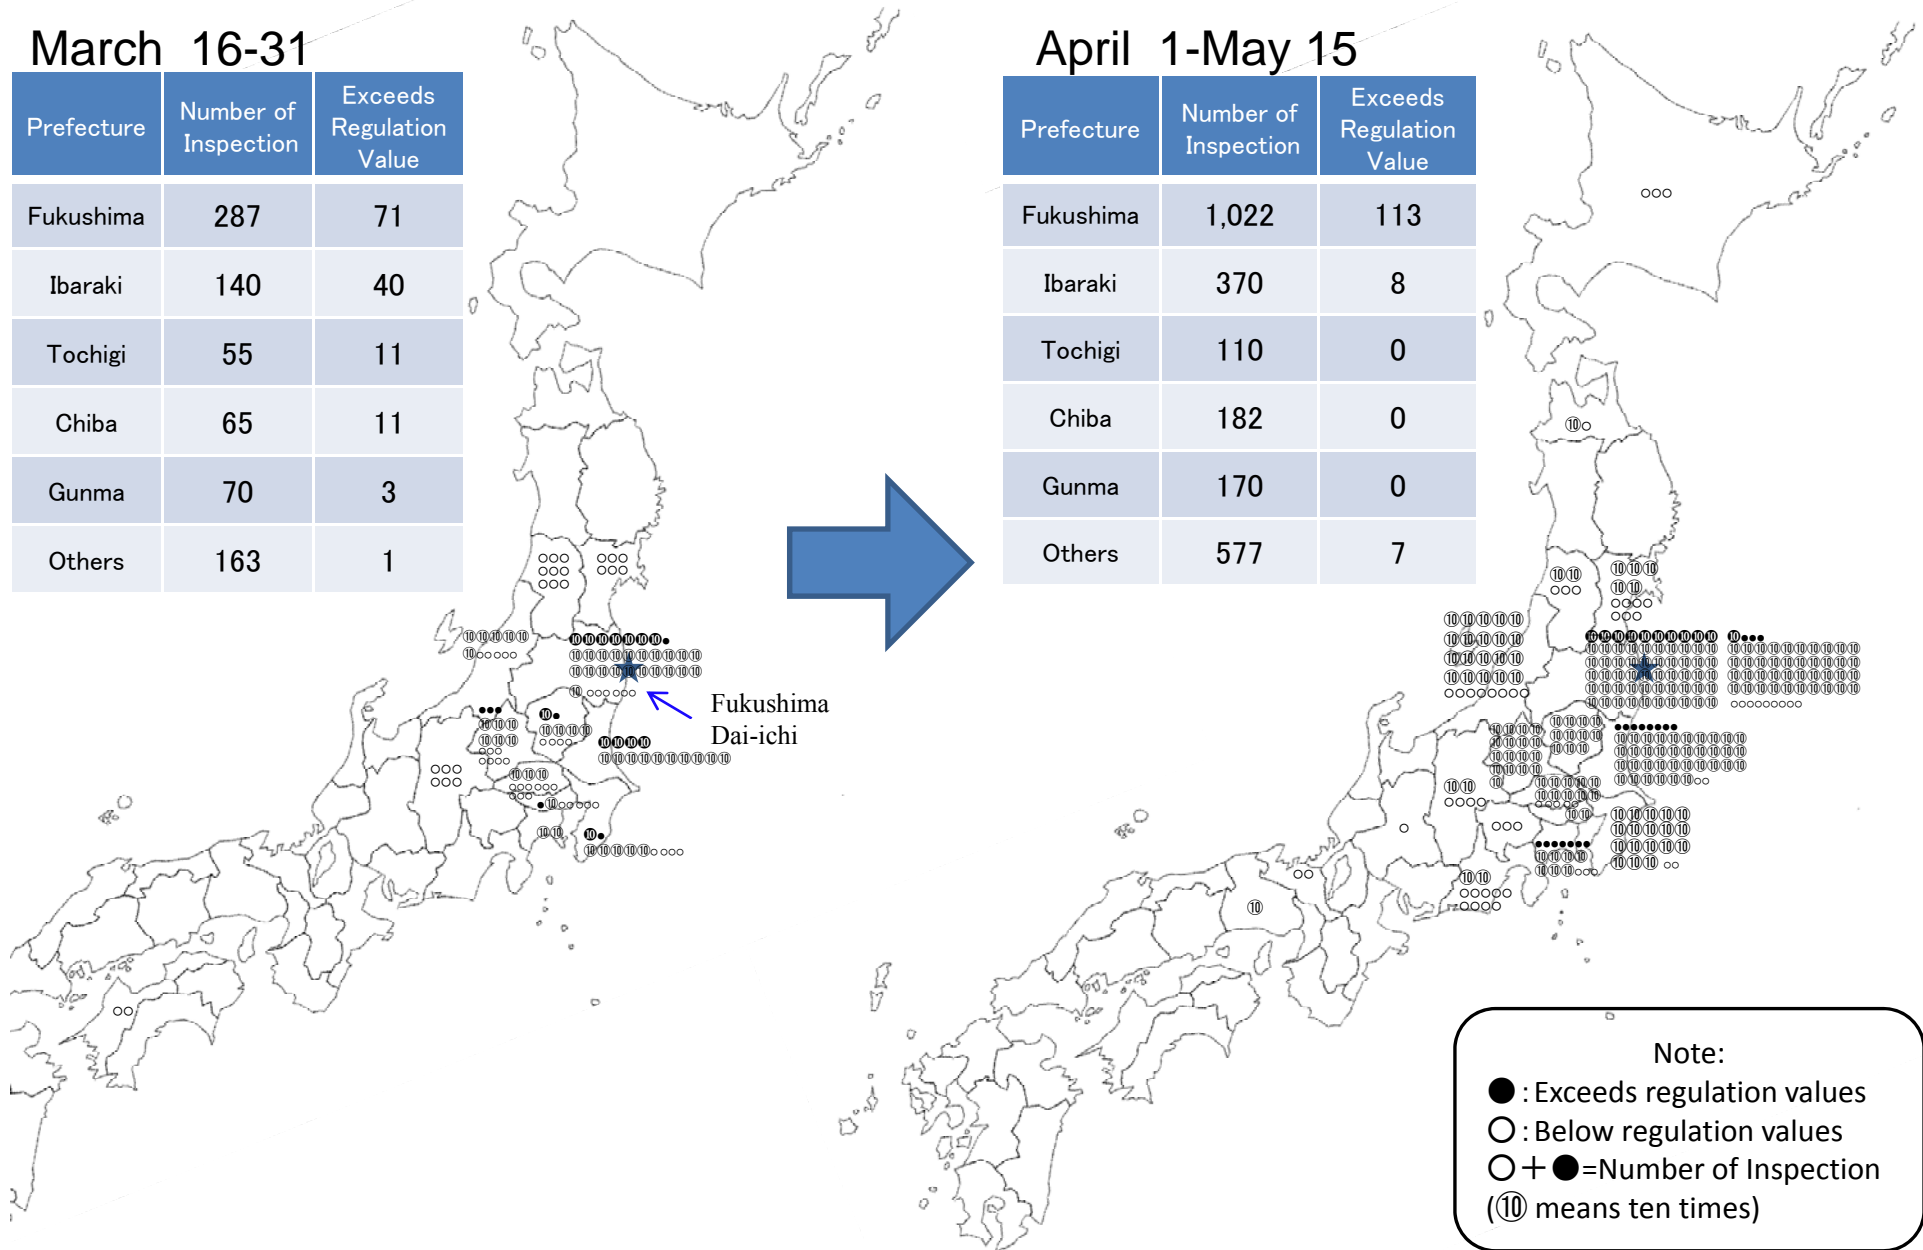 March 16-31
Prefecture
Number of
Inspection
Exceeds
Regulation
Value
Fukushima 287 71
Ibaraki 140 40
Tochigi 55 11
Chiba 65 11
Gunma 70 3
Others 163 1
Fukushima
Dai-ichi
April 1-May 15
Prefecture
Number of
Inspection
Exceeds
Regulation
Value
Fukushima 1,022 113
Ibaraki 370 8
Tochigi 110 0
Chiba 182 0
Gunma 170 0
Others 577 7
Note:
●: Exceeds regulation values
○: Below regulation values
○+●=Number of Inspection
(⑩ means ten times)